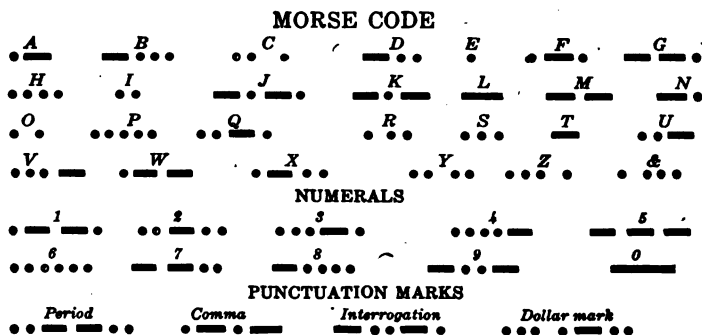 MORSE CODE
A B C D E F G
H I J K L M N
O P Q R S T U
V W X Y Z &
NUMERALS
1 2 3 4 5
6 7 8 9 0
PUNCTUATION MARKS
Period Comma Interrogation Dollar mark